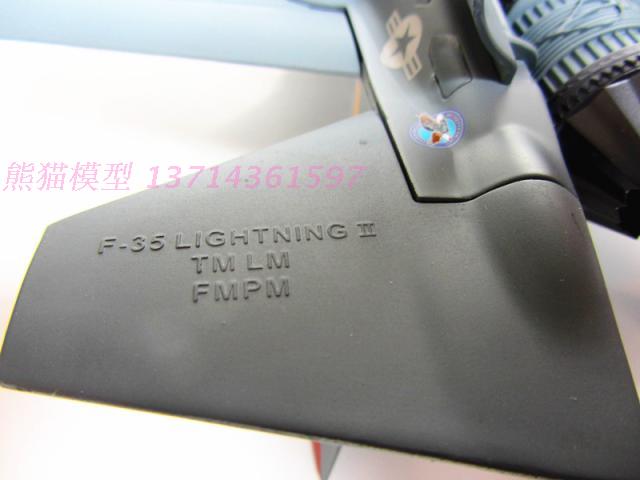 熊猫模型 13714361597
F-35 LIGHTNING II
TM LM
FMPM